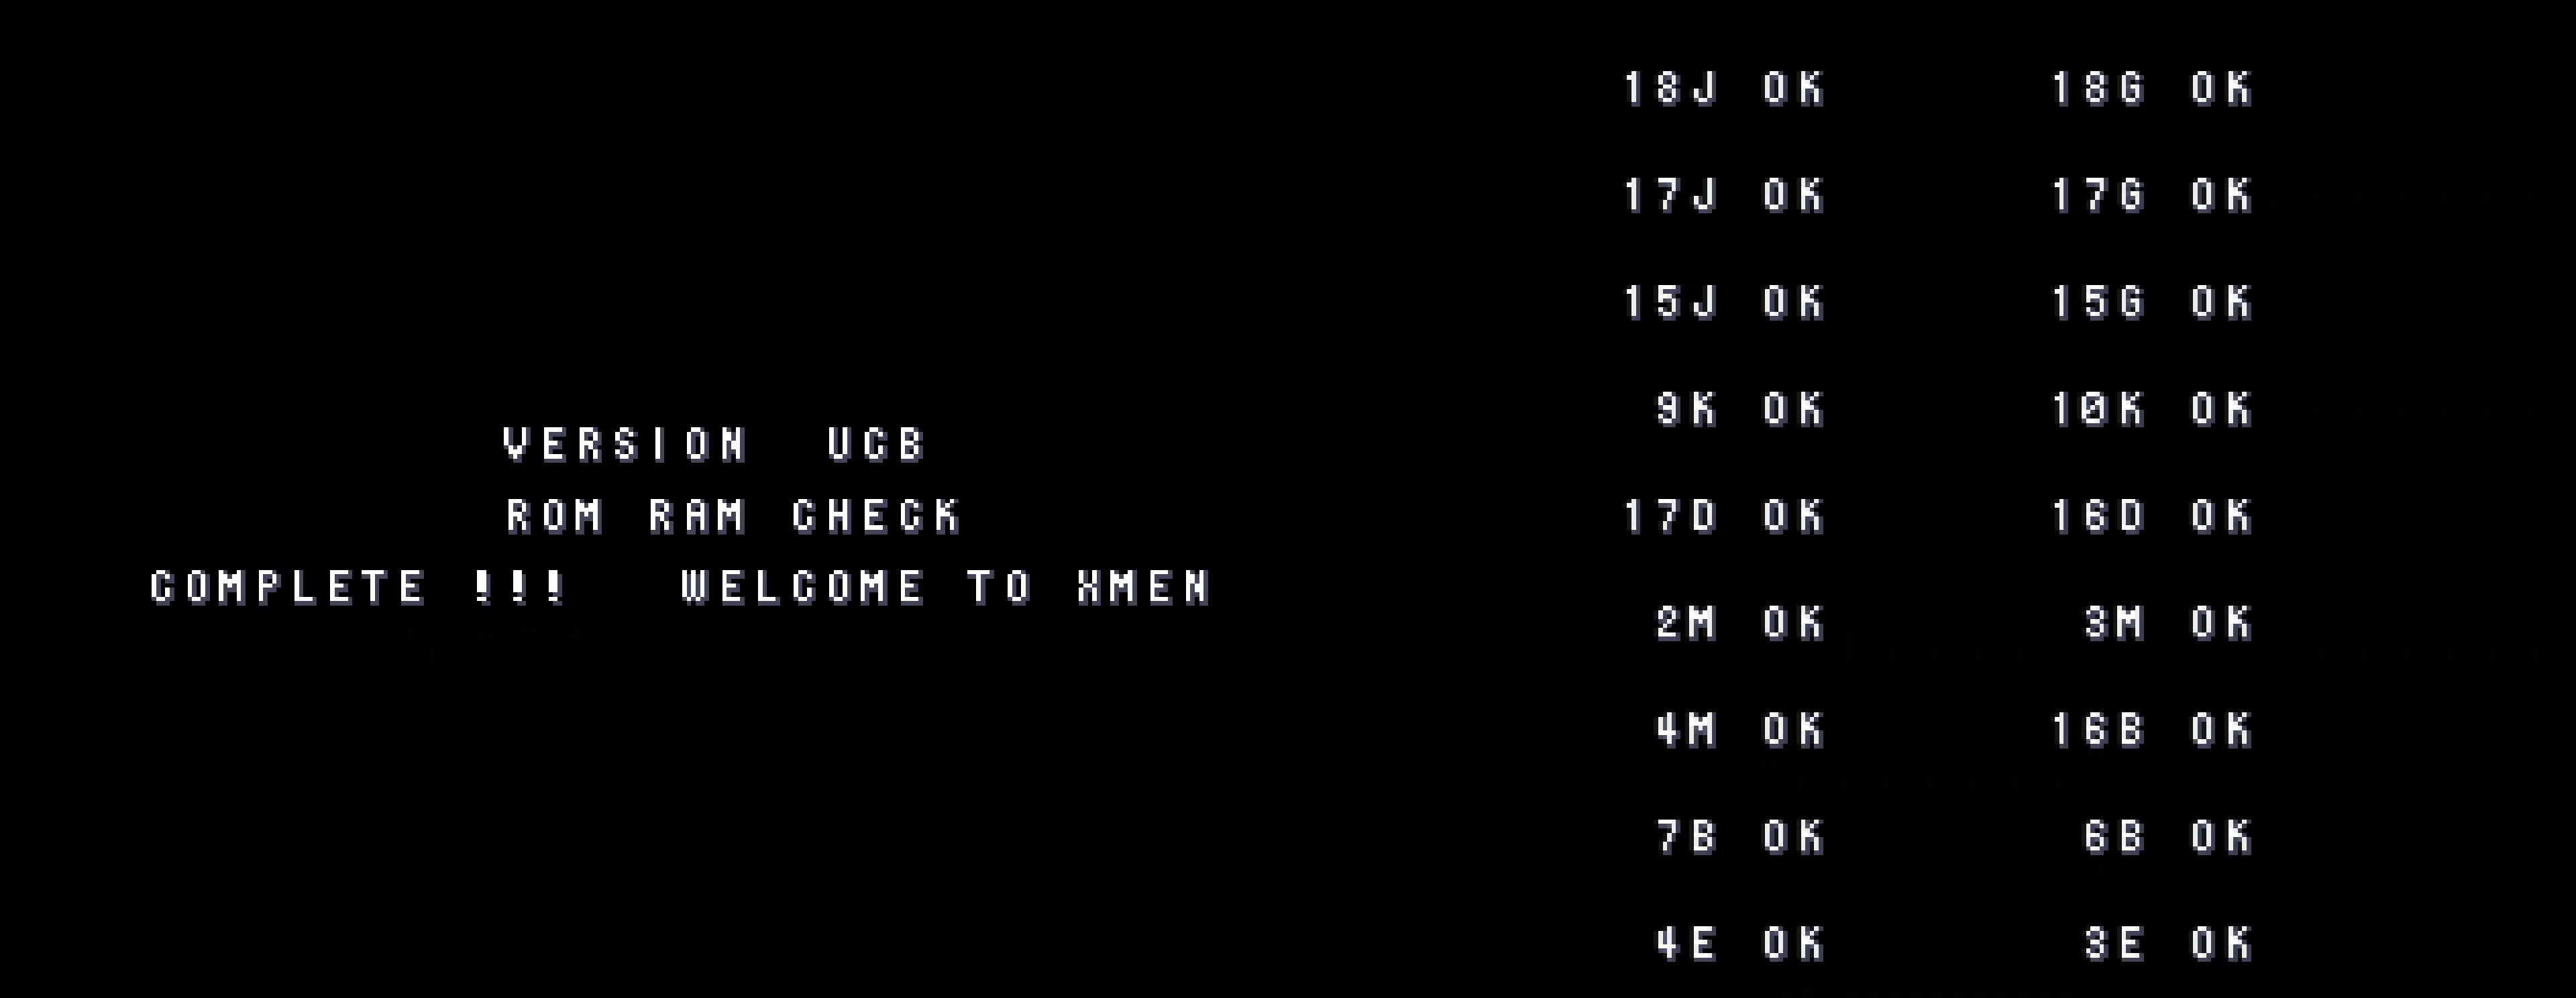 18J OK 18G OK
17J OK 17G OK
15J OK 15G OK
9K OK 10K OK
VERSION UCB
ROM RAM CHECK
17D OK 16D OK
COMPLETE !!! WELCOME TO XMEN
2M OK 3M OK
4M OK 16B OK
7B OK 6B OK
4E OK 3E OK